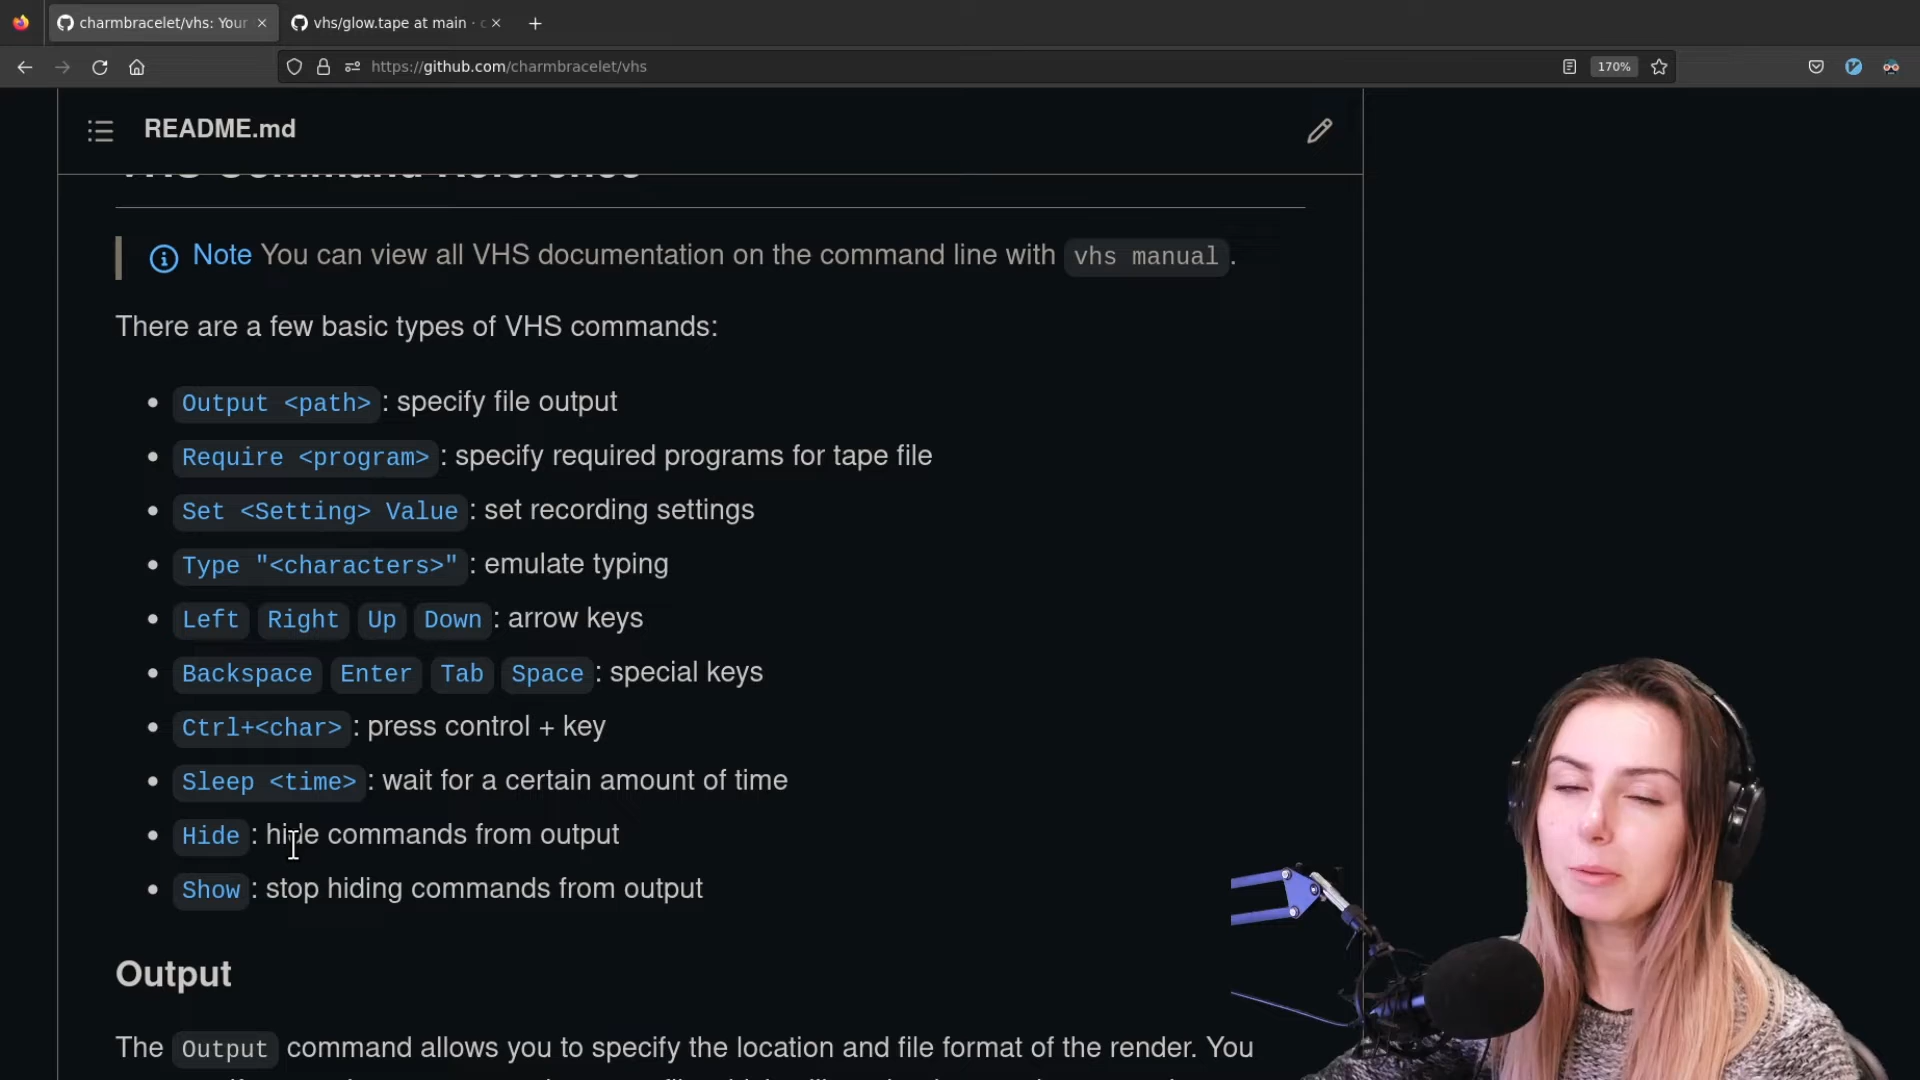 charmbracelet/vhs: Your
vhs/glow.tape at main ·
https://github.com/charmbracelet/vhs
170%
README.md
VHS Command Reference
Note You can view all VHS documentation on the command line with vhs manual.
There are a few basic types of VHS commands:
Output <path>: specify file output
Require <program>: specify required programs for tape file
Set <Setting> Value: set recording settings
Type "<characters>": emulate typing
Left Right Up Down: arrow keys
Backspace Enter Tab Space: special keys
Ctrl+<char>: press control + key
Sleep <time>: wait for a certain amount of time
Hide: hide commands from output
Show: stop hiding commands from output
Output
The Output command allows you to specify the location and file format of the render. You